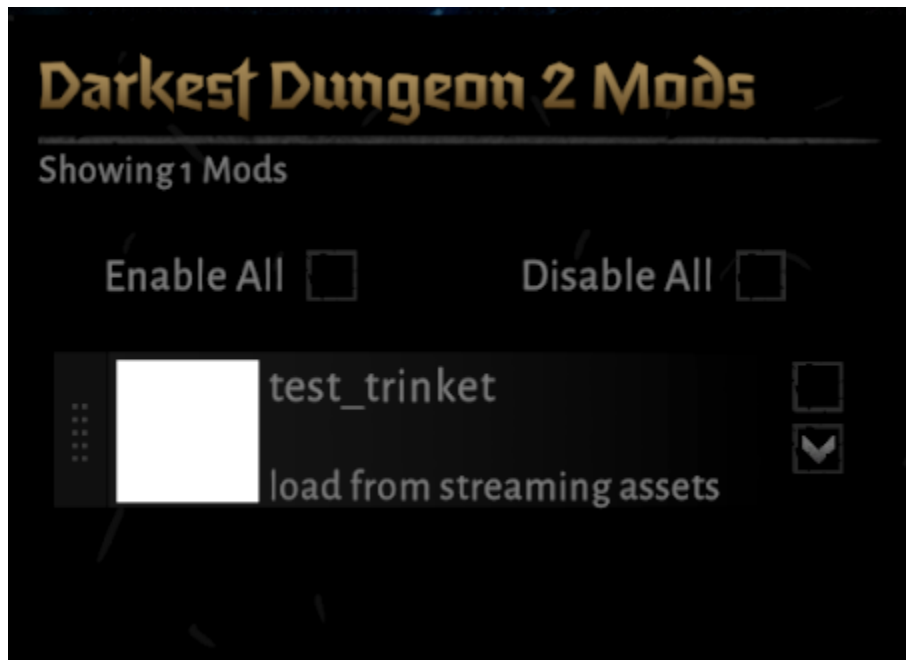 Darkest Dungeon 2 Mods
Showing 1 Mods
Enable All
Disable All
test_trinket
load from streaming assets